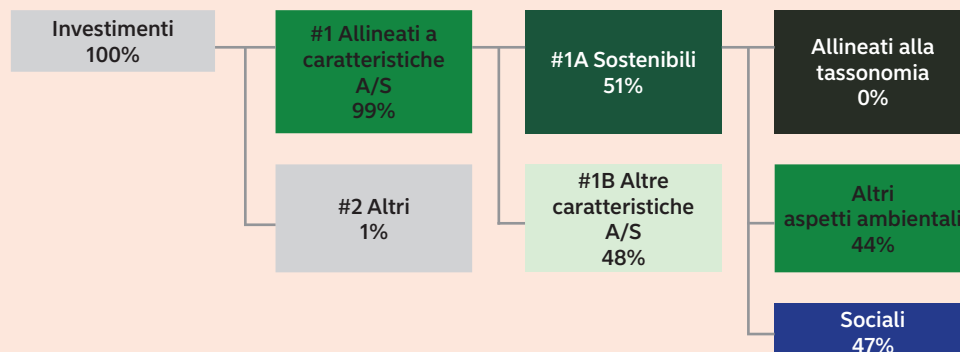 Investimenti
100%
#1 Allineati a
caratteristiche
A/S
99%
#1A Sostenibili
51%
Allineati alla
tassonomia
0%
#2 Altri
1%
#1B Altre
caratteristiche
A/S
48%
Altri
aspetti ambientali
44%
Sociali
47%